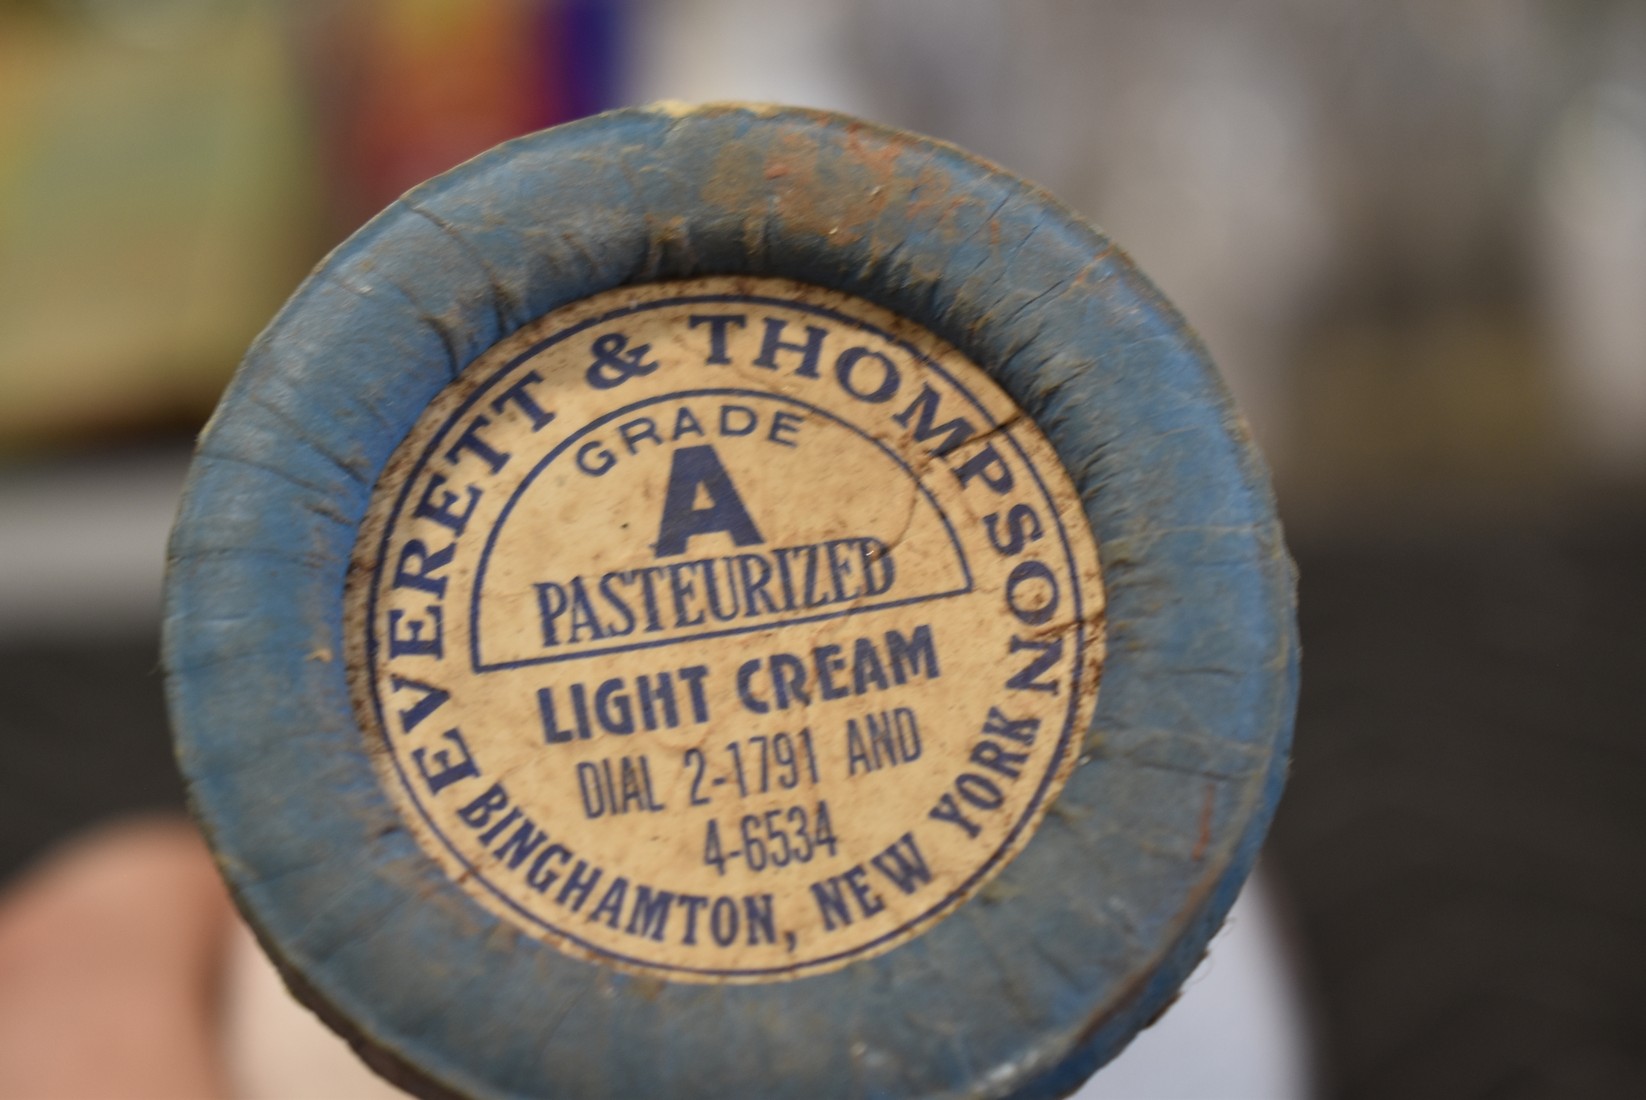 EVERETT & THOMPSON
GRADE
A
PASTEURIZED
LIGHT CREAM
DIAL 2-1791 AND
4-6534
BINGHAMTON, NEW YORK